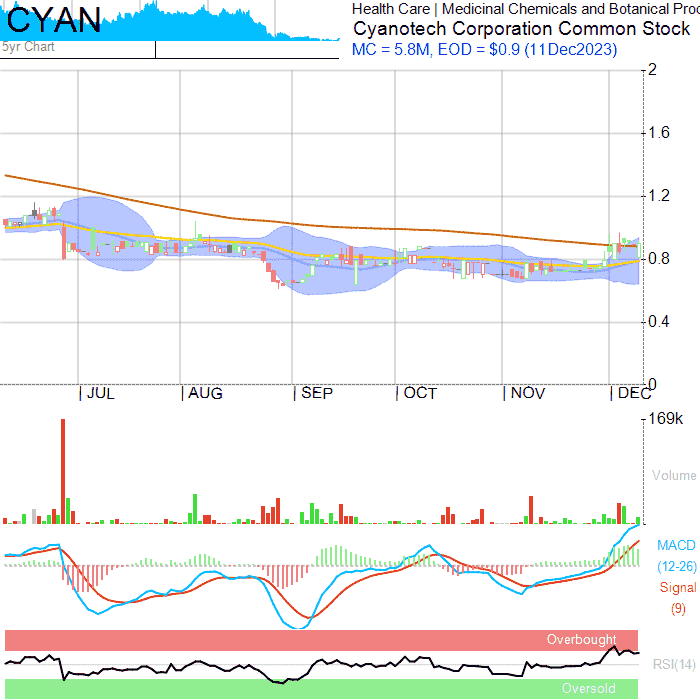 CYAN
5yr Chart
Health Care | Medicinal Chemicals and Botanical Prod
Cyanotech Corporation Common Stock
MC = 5.8M, EOD = $0.9 (11Dec2023)
2
1.6
1.2
0.8
0.4
0
JUL AUG SEP OCT NOV DEC
169k
Volume
MACD
(12-26)
Signal
(9)
Overbought
RSI(14)
Oversold